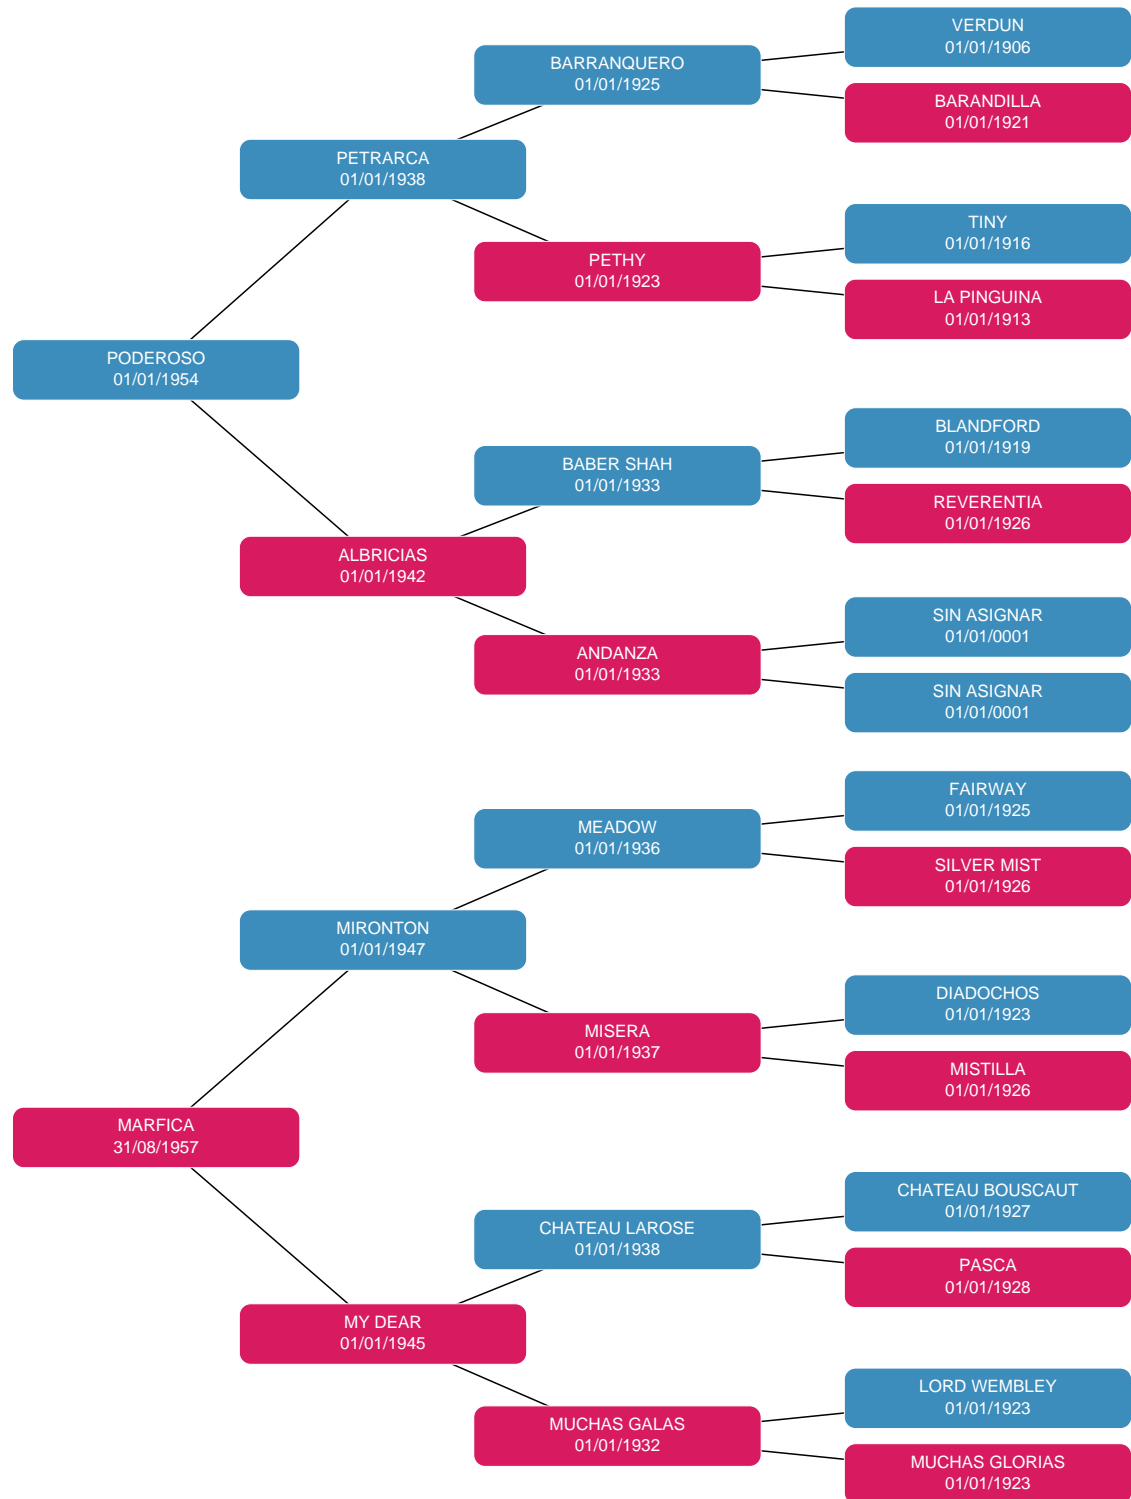 VERDUN
01/01/1906
BARRANQUERO
01/01/1925
BARANDILLA
01/01/1921
PETRARCA
01/01/1938
TINY
01/01/1916
PETHY
01/01/1923
LA PINGUINA
01/01/1913
PODEROSO
01/01/1954
BLANDFORD
01/01/1919
BABER SHAH
01/01/1933
REVERENTIA
01/01/1926
ALBRICIAS
01/01/1942
SIN ASIGNAR
01/01/0001
ANDANZA
01/01/1933
SIN ASIGNAR
01/01/0001
FAIRWAY
01/01/1925
MEADOW
01/01/1936
SILVER MIST
01/01/1926
MIRONTON
01/01/1947
DIADOCHOS
01/01/1923
MISERA
01/01/1937
MISTILLA
01/01/1926
MARFICA
31/08/1957
CHATEAU BOUSCAUT
01/01/1927
CHATEAU LAROSE
01/01/1938
PASCA
01/01/1928
MY DEAR
01/01/1945
LORD WEMBLEY
01/01/1923
MUCHAS GALAS
01/01/1932
MUCHAS GLORIAS
01/01/1923